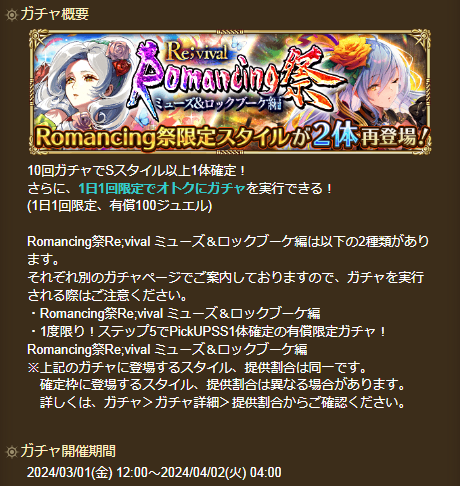 ガチャ概要
Re;vival
Romancing祭
ミューズ&ロックブーケ編
Romancing祭限定スタイルが2体再登場！
10回ガチャでSスタイル以上1体確定！
さらに、1日1回限定でオトクにガチャを実行できる！
(1日1回限定、有償100ジュエル)
Romancing祭Re;vival ミューズ＆ロックブーケ編は以下の2種類があり
ます。
それぞれ別のガチャページでご案内しておりますので、ガチャを実行
される際はご注意ください。
・Romancing祭Re;vival ミューズ＆ロックブーケ編
・1度限り！ステップ5でPickUPSS1体確定の有償限定ガチャ！
Romancing祭Re;vival ミューズ＆ロックブーケ編
※上記のガチャに登場するスタイル、提供割合は同一です。
確定枠に登場するスタイル、提供割合は異なる場合があります。
詳しくは、ガチャ＞ガチャ詳細＞提供割合からご確認ください。
ガチャ開催期間
2024/03/01(金) 12:00～2024/04/02(火) 04:00